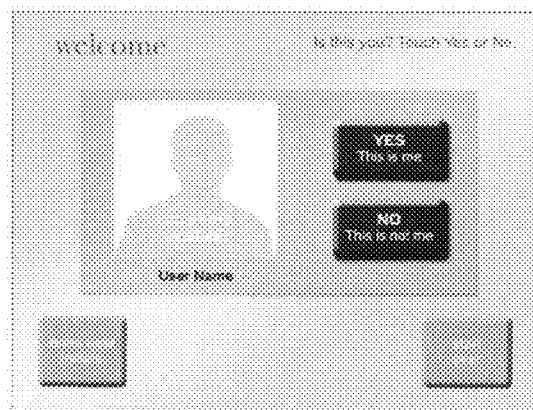 welcome
Is this you? Touch Yes or No.
YES
This is me
NO
This is not me
User Name